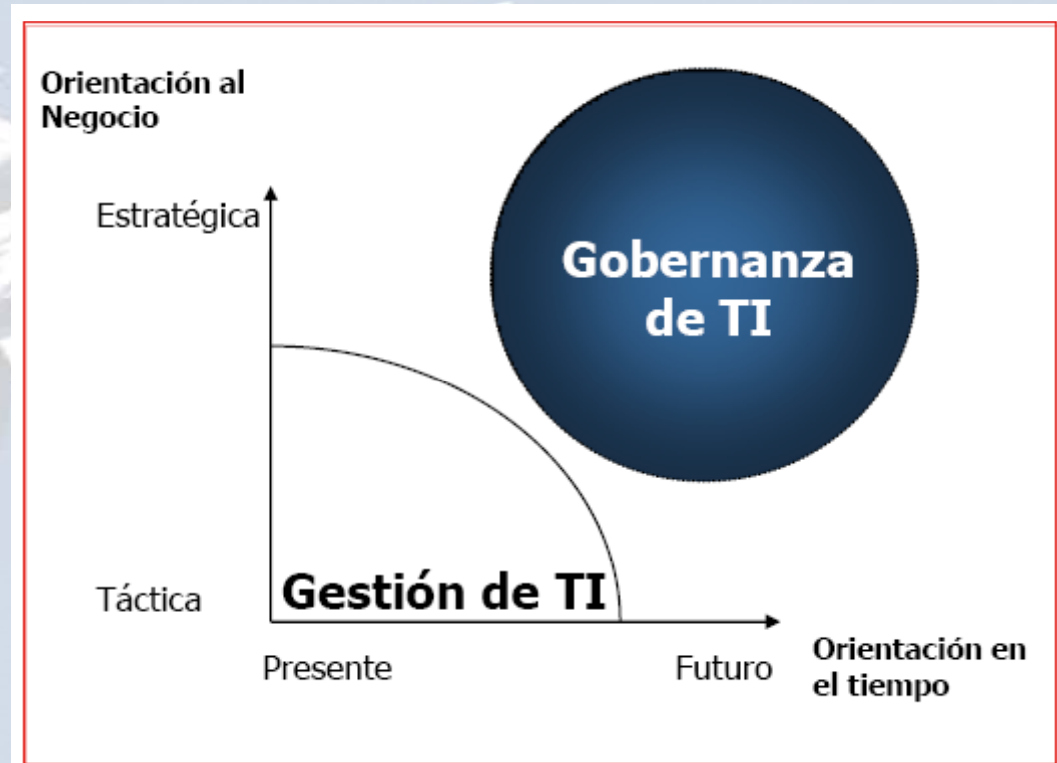 Orientación al
Negocio
Estratégica
Gobernanza
de TI
Táctica
Gestión de TI
Presente
Futuro
Orientación en
el tiempo